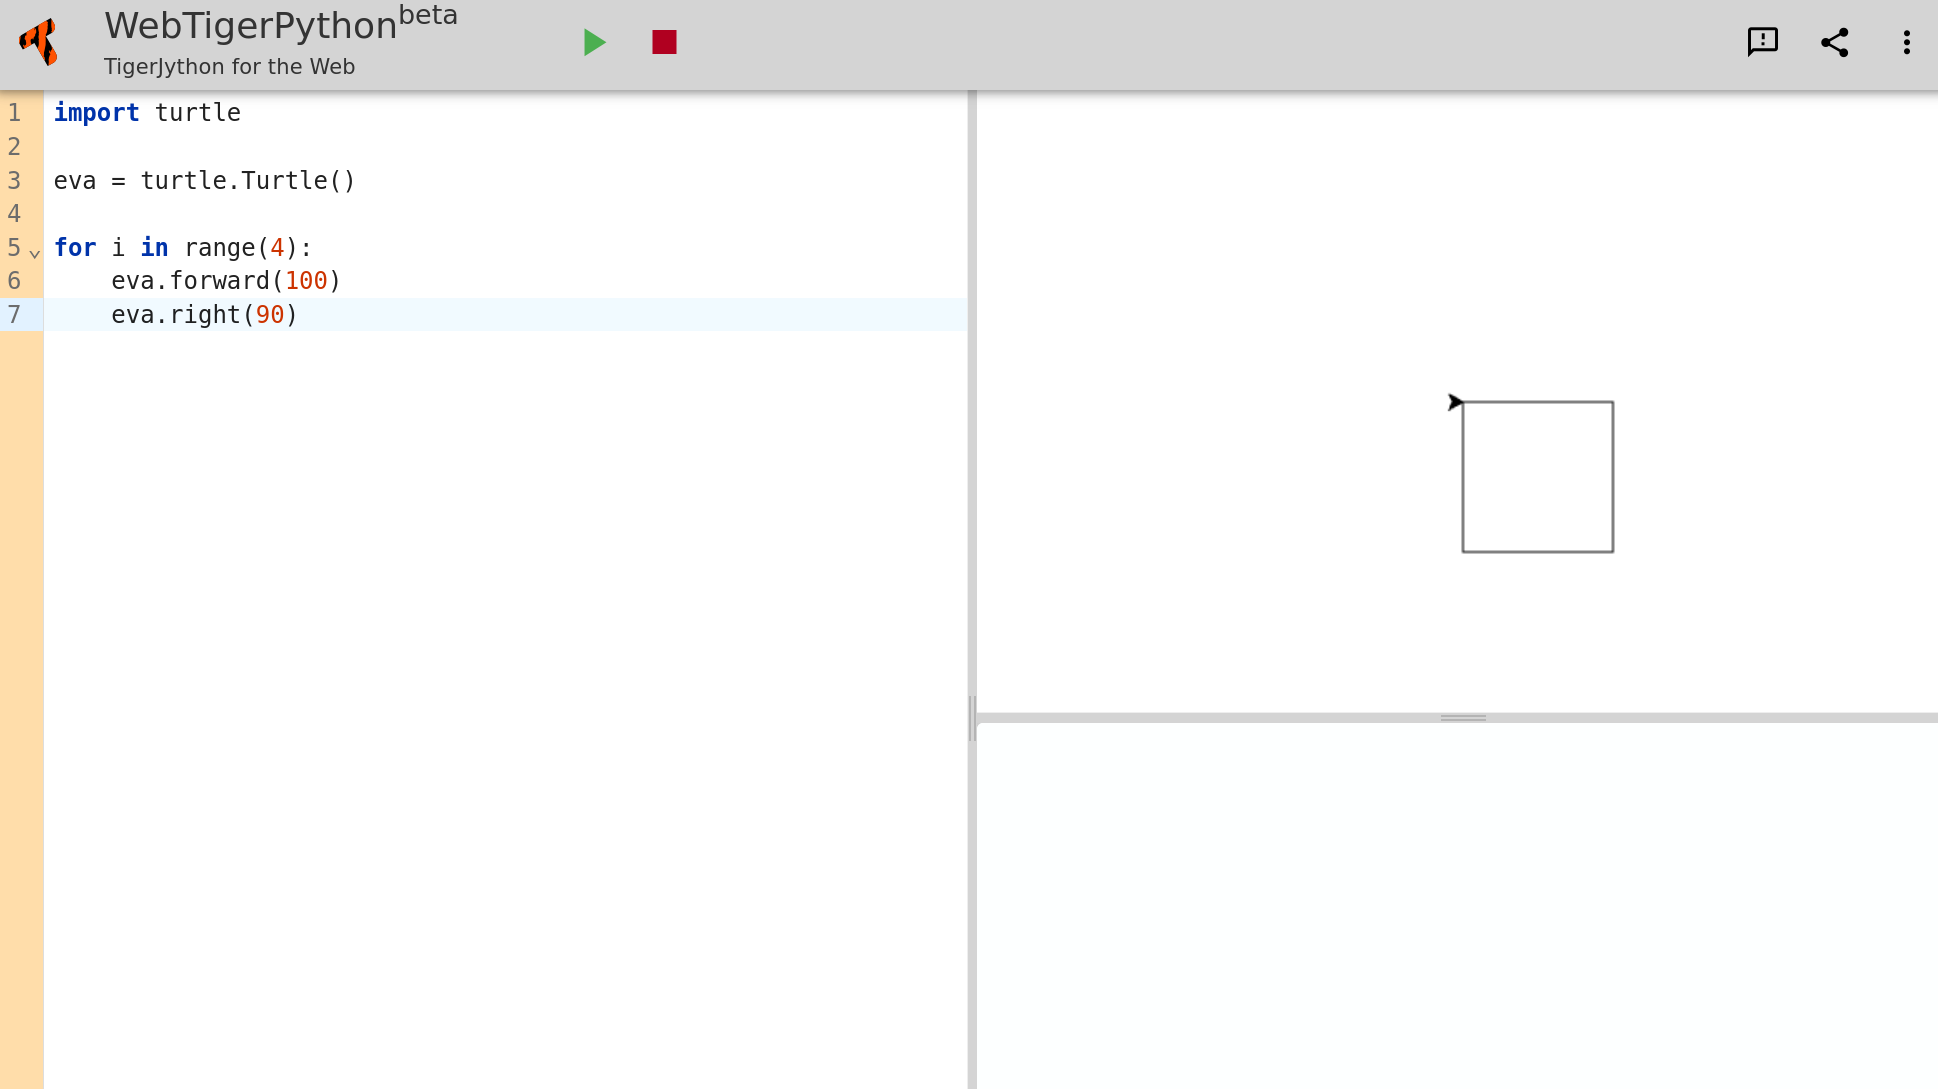 WebTigerPython beta
TigerJython for the Web
1 import turtle
2
3 eva = turtle.Turtle()
4
5 for i in range(4):
6     eva.forward(100)
7     eva.right(90)